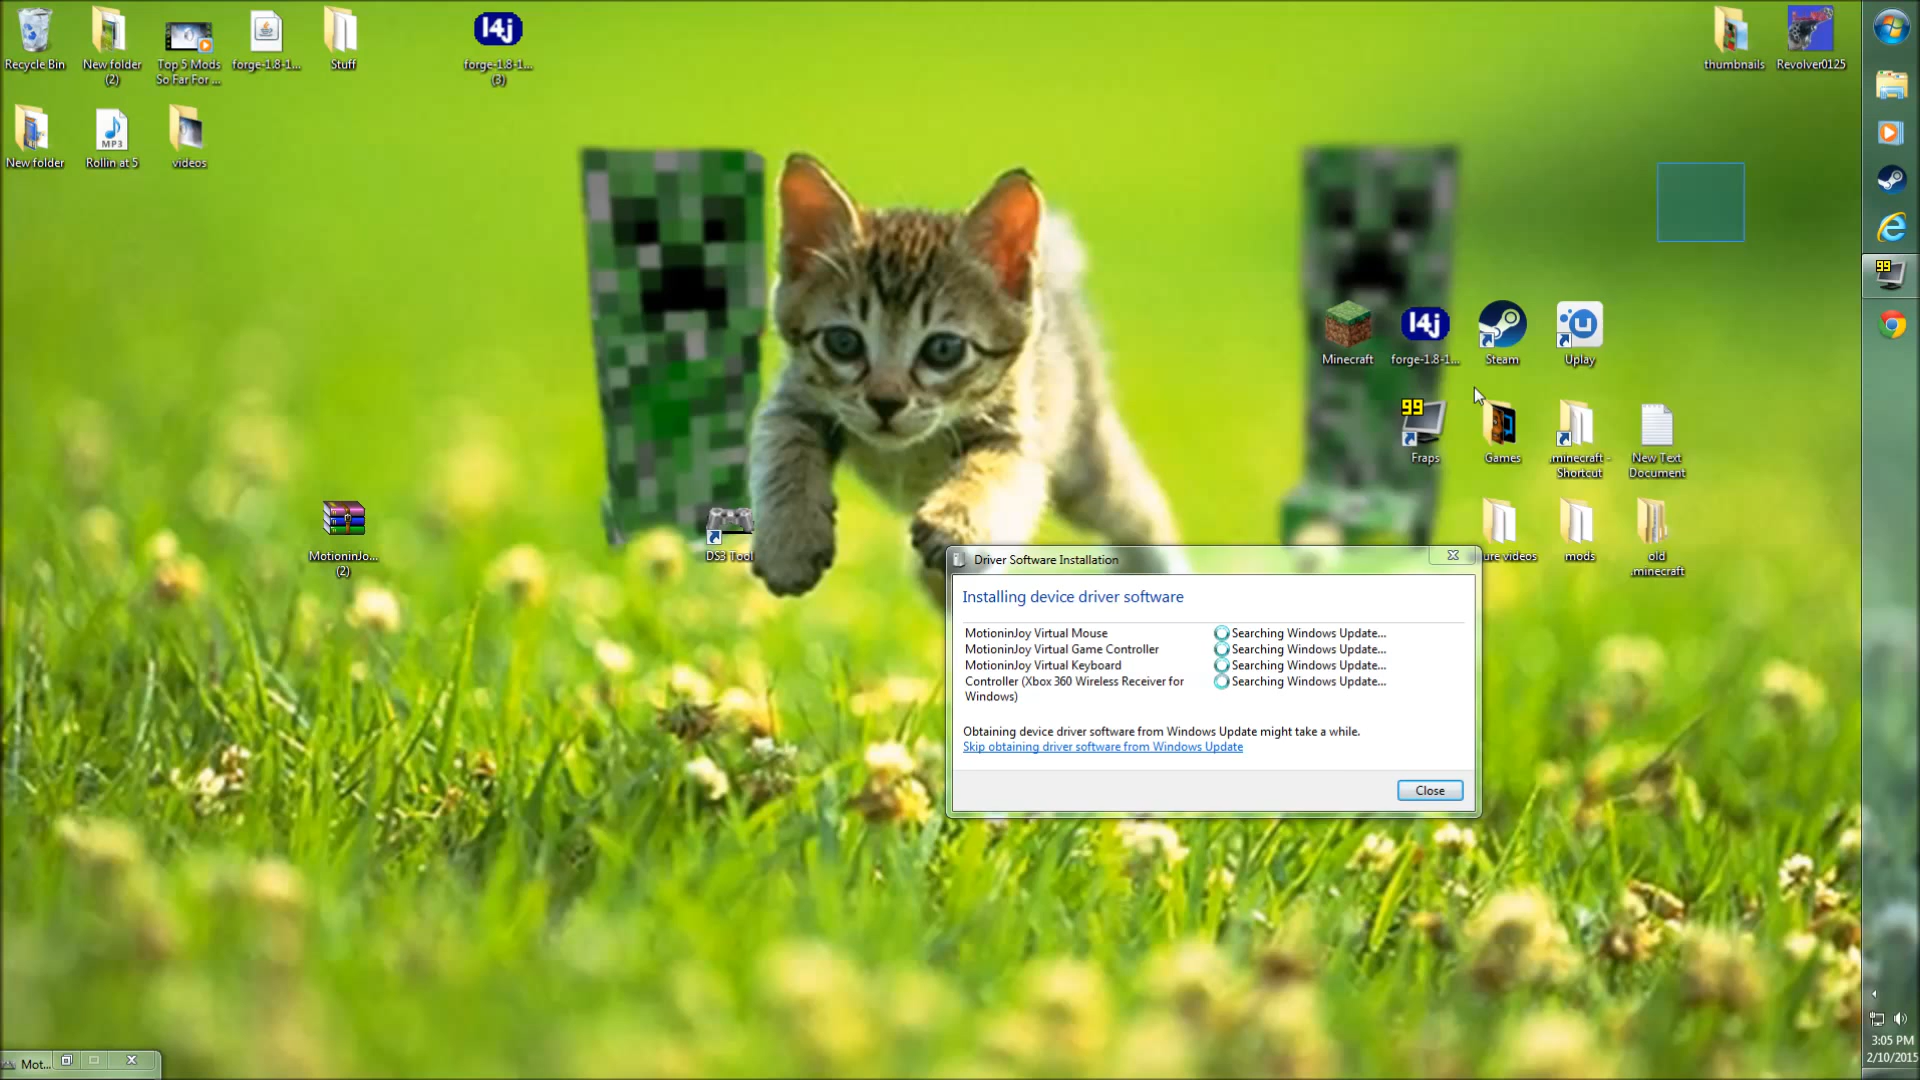 Recycle Bin
New folder
(2)
Top 5 Mods
So Far For ...
forge-1.8-1...
Stuff
forge-1.8-1...
(3)
thumbnails
Revolver0125
New folder
Rollin at 5
MP3
videos
Minecraft
forge-1.8-1...
Steam
Uplay
99
Fraps
Games
.minecraft -
Shortcut
New Text
Document
MotioninJo...
(2)
DS3 Tool
ure videos
mods
old
.minecraft
Driver Software Installation
Installing device driver software
MotioninJoy Virtual Mouse
Searching Windows Update...
MotioninJoy Virtual Game Controller
Searching Windows Update...
MotioninJoy Virtual Keyboard
Searching Windows Update...
Controller (Xbox 360 Wireless Receiver for
Windows)
Searching Windows Update...
Obtaining device driver software from Windows Update might take a while.
Skip obtaining driver software from Windows Update
Close
Mot...
99
l4j
l4j
3:05 PM
2/10/2015